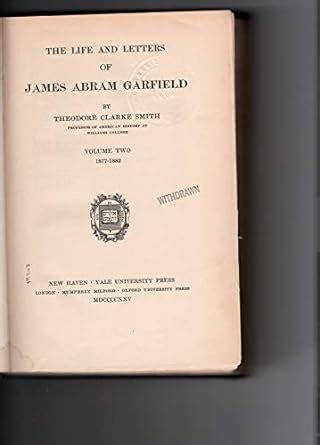 THE LIFE AND LETTERS
OF
JAMES ABRAM GARFIELD
BY
THEODORE CLARKE SMITH
PROFESSOR OF AMERICAN HISTORY AT
WILLIAMS COLLEGE
VOLUME TWO
1877-1882
WITHDRAWN
NEW HAVEN · YALE UNIVERSITY PRESS
LONDON · HUMPHREY MILFORD · OXFORD UNIVERSITY PRESS
MDCCCCXXV